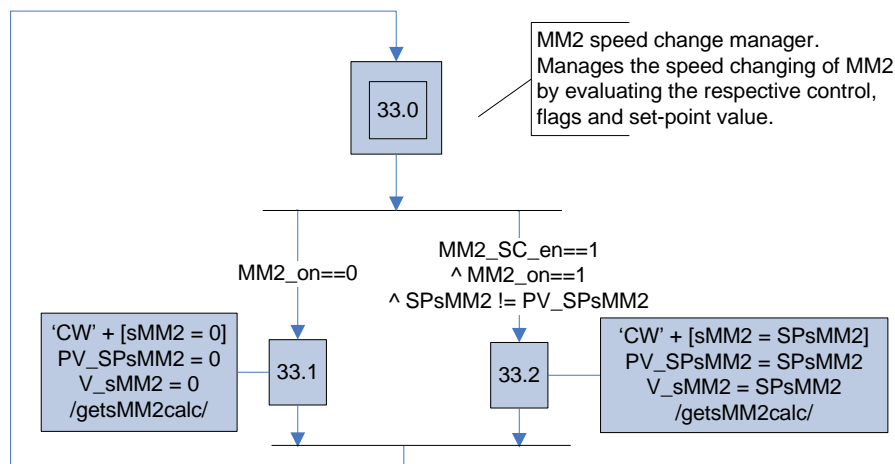 MM2 speed change manager.
Manages the speed changing of MM2
by evaluating the respective control,
flags and set-point value.
33.0
MM2_on==0
MM2_SC_en==1
^ MM2_on==1
^ SPsMM2 != PV_SPsMM2
‘CW’ + [sMM2 = 0]
PV_SPsMM2 = 0
V_sMM2 = 0
/getsMM2calc/
33.1
33.2
‘CW’ + [sMM2 = SPsMM2]
PV_SPsMM2 = SPsMM2
V_sMM2 = SPsMM2
/getsMM2calc/